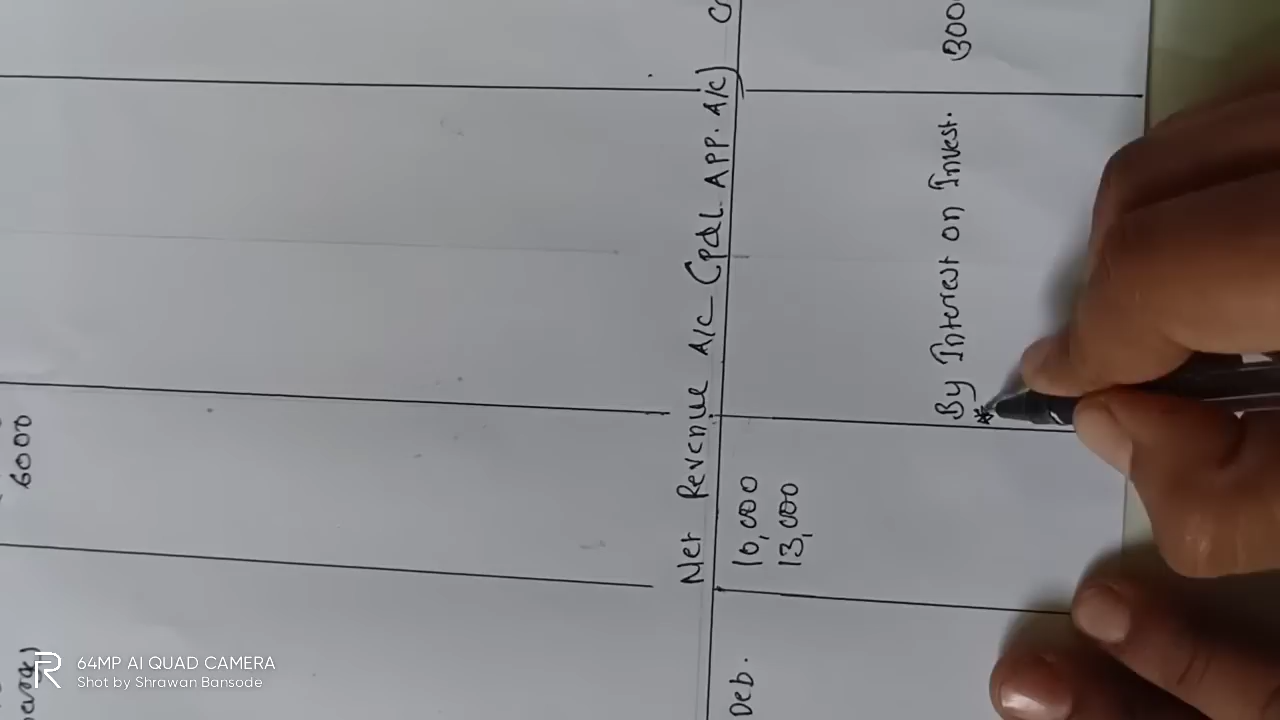 6000
Net Revenue A/C (P&L App. A/C)
Deb. 10,000
13,000
By Interest on Invest. 300
64MP AI QUAD CAMERA
Shot by Shrawan Bansode